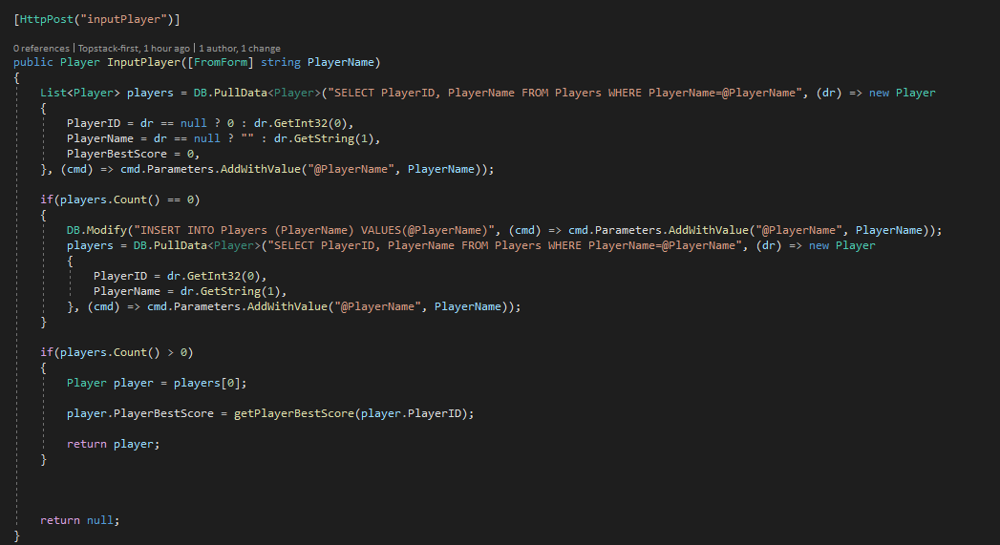 [HttpPost("inputPlayer")]
0 references | Topstack-first, 1 hour ago | 1 author, 1 change
public Player InputPlayer([FromForm] string PlayerName)
{
List<Player> players = DB.PullData<Player>("SELECT PlayerID, PlayerName FROM Players WHERE PlayerName=@PlayerName", (dr) => new Player
{
PlayerID = dr == null ? 0 : dr.GetInt32(0),
PlayerName = dr == null ? "" : dr.GetString(1),
PlayerBestScore = 0,
}, (cmd) => cmd.Parameters.AddWithValue("@PlayerName", PlayerName));
if(players.Count() == 0)
{
DB.Modify("INSERT INTO Players (PlayerName) VALUES(@PlayerName)", (cmd) => cmd.Parameters.AddWithValue("@PlayerName", PlayerName));
players = DB.PullData<Player>("SELECT PlayerID, PlayerName FROM Players WHERE PlayerName=@PlayerName", (dr) => new Player
{
PlayerID = dr.GetInt32(0),
PlayerName = dr.GetString(1),
}, (cmd) => cmd.Parameters.AddWithValue("@PlayerName", PlayerName));
}
if(players.Count() > 0)
{
Player player = players[0];
player.PlayerBestScore = getPlayerBestScore(player.PlayerID);
return player;
}
return null;
}